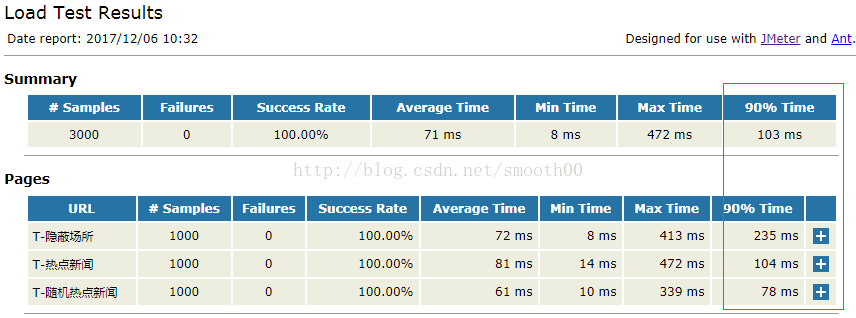 Load Test Results
Date report: 2017/12/06 10:32 Designed for use with JMeter and Ant.
Summary
# Samples Failures Success Rate Average Time Min Time Max Time 90% Time
3000 0 100.00% 71 ms 8 ms 472 ms 103 ms
http://blog.csdn.net/smooth00
Pages
URL # Samples Failures Success Rate Average Time Min Time Max Time 90% Time
T-隐蔽场所 1000 0 100.00% 72 ms 8 ms 413 ms 235 ms
T-热点新闻 1000 0 100.00% 81 ms 14 ms 472 ms 104 ms
T-随机热点新闻 1000 0 100.00% 61 ms 10 ms 339 ms 78 ms